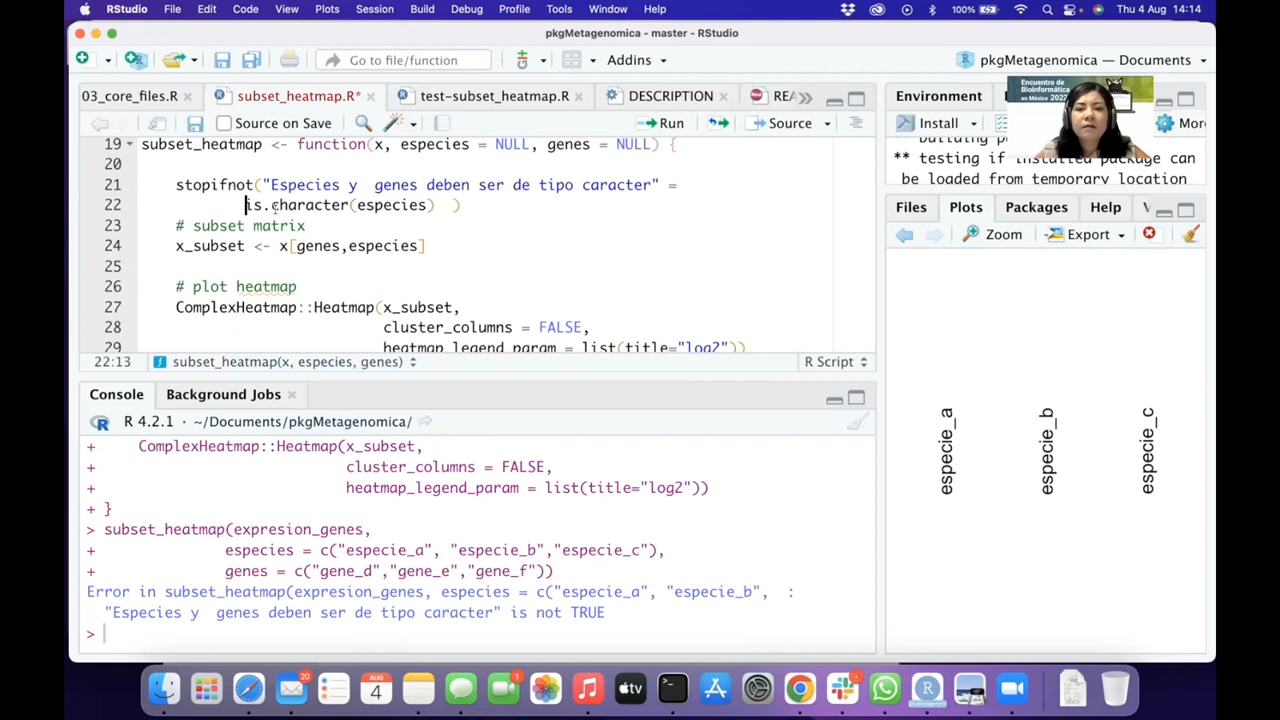 RStudio File Edit Code View Plots Session Build Debug Profile Tools Window Help 100% Thu 4 Aug 14:14
pkgMetagenomica - master - RStudio
Go to file/function Addins pkgMetagenomica — Documents
03_core_files.R subset_heatmap.R test-subset_heatmap.R DESCRIPTION
Source on Save Run Source
19 subset_heatmap <- function(x, especies = NULL, genes = NULL) {
20
21 stopifnot("Especies y  genes deben ser de tipo caracter" =
22 is.character(especies)  )
23 # subset matrix
24 x_subset <- x[genes,especies]
25
26 # plot heatmap
27 ComplexHeatmap::Heatmap(x_subset,
28 cluster_columns = FALSE,
29 heatmap_legend_param = list(title="log2"))
22:13 subset_heatmap(x, especies, genes) R Script
Console Background Jobs
R 4.2.1 · ~/Documents/pkgMetagenomica/
+ ComplexHeatmap::Heatmap(x_subset,
+ cluster_columns = FALSE,
+ heatmap_legend_param = list(title="log2"))
+ }
> subset_heatmap(expresion_genes,
+ especies = c("especie_a", "especie_b","especie_c"),
+ genes = c("gene_d","gene_e","gene_f"))
Error in subset_heatmap(expresion_genes, especies = c("especie_a", "especie_b",  :
"Especies y  genes deben ser de tipo caracter" is not TRUE
>
Environment
Install More
Encuentro de
Bioinformática
en México 2022
** testing if installed package can
be loaded from temporary location
Files Plots Packages Help V
Zoom Export
especie_a
especie_b
especie_c
20
AUG
4
1
tv